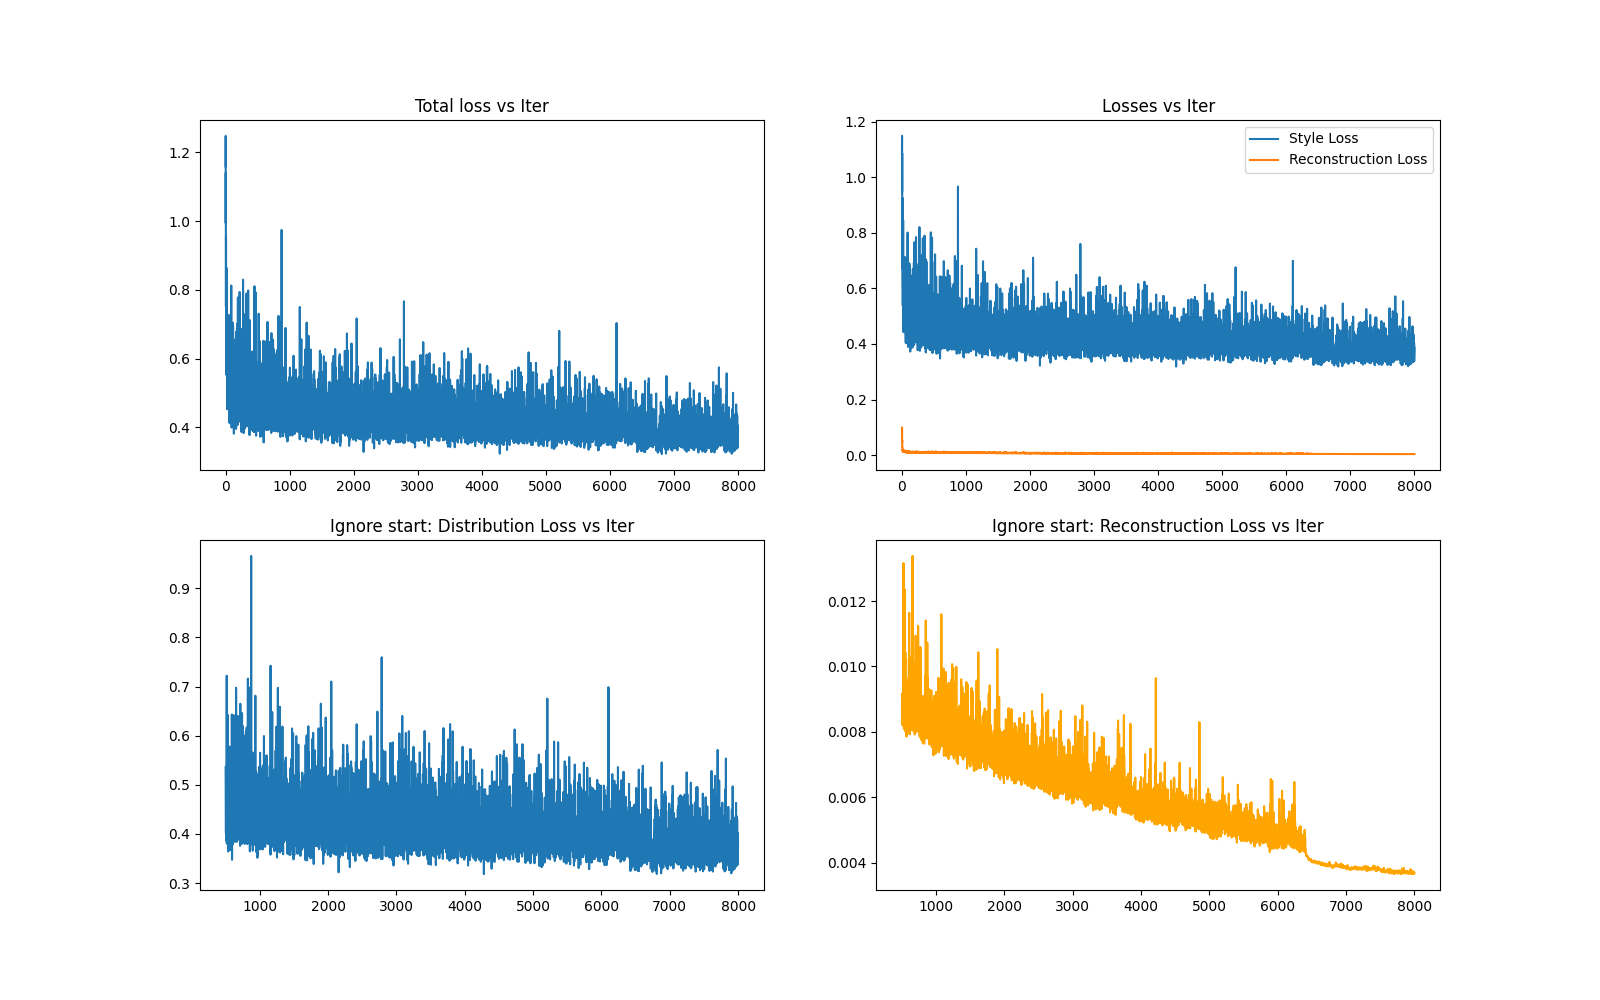 Total loss vs Iter
1.2
1.0
0.8
0.6
0.4
0 1000 2000 3000 4000 5000 6000 7000 8000
Losses vs Iter
Style Loss
Reconstruction Loss
1.2
1.0
0.8
0.6
0.4
0.2
0.0
0 1000 2000 3000 4000 5000 6000 7000 8000
Ignore start: Distribution Loss vs Iter
0.9
0.8
0.7
0.6
0.5
0.4
0.3
1000 2000 3000 4000 5000 6000 7000 8000
Ignore start: Reconstruction Loss vs Iter
0.012
0.010
0.008
0.006
0.004
1000 2000 3000 4000 5000 6000 7000 8000